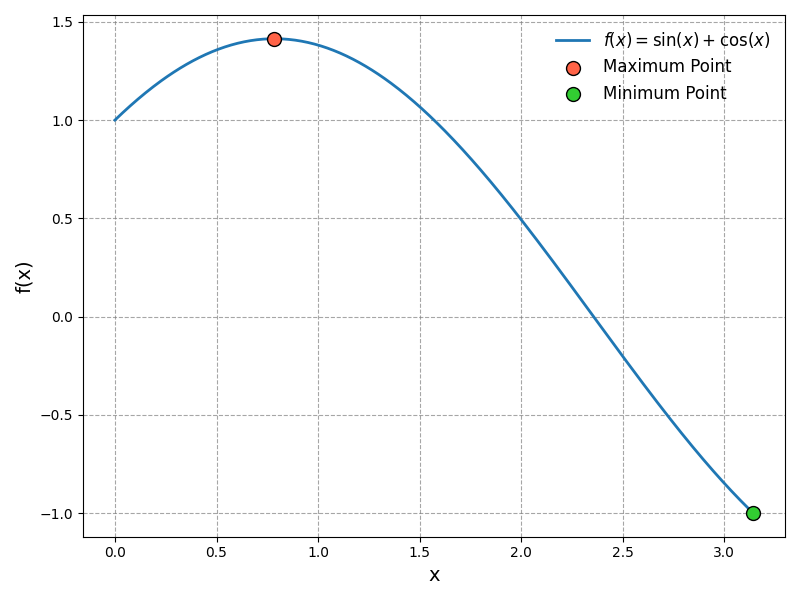 f(x) = sin(x) + cos(x)
Maximum Point
Minimum Point
1.5
1.0
0.5
0.0
−0.5
−1.0
f(x)
0.0 0.5 1.0 1.5 2.0 2.5 3.0
x